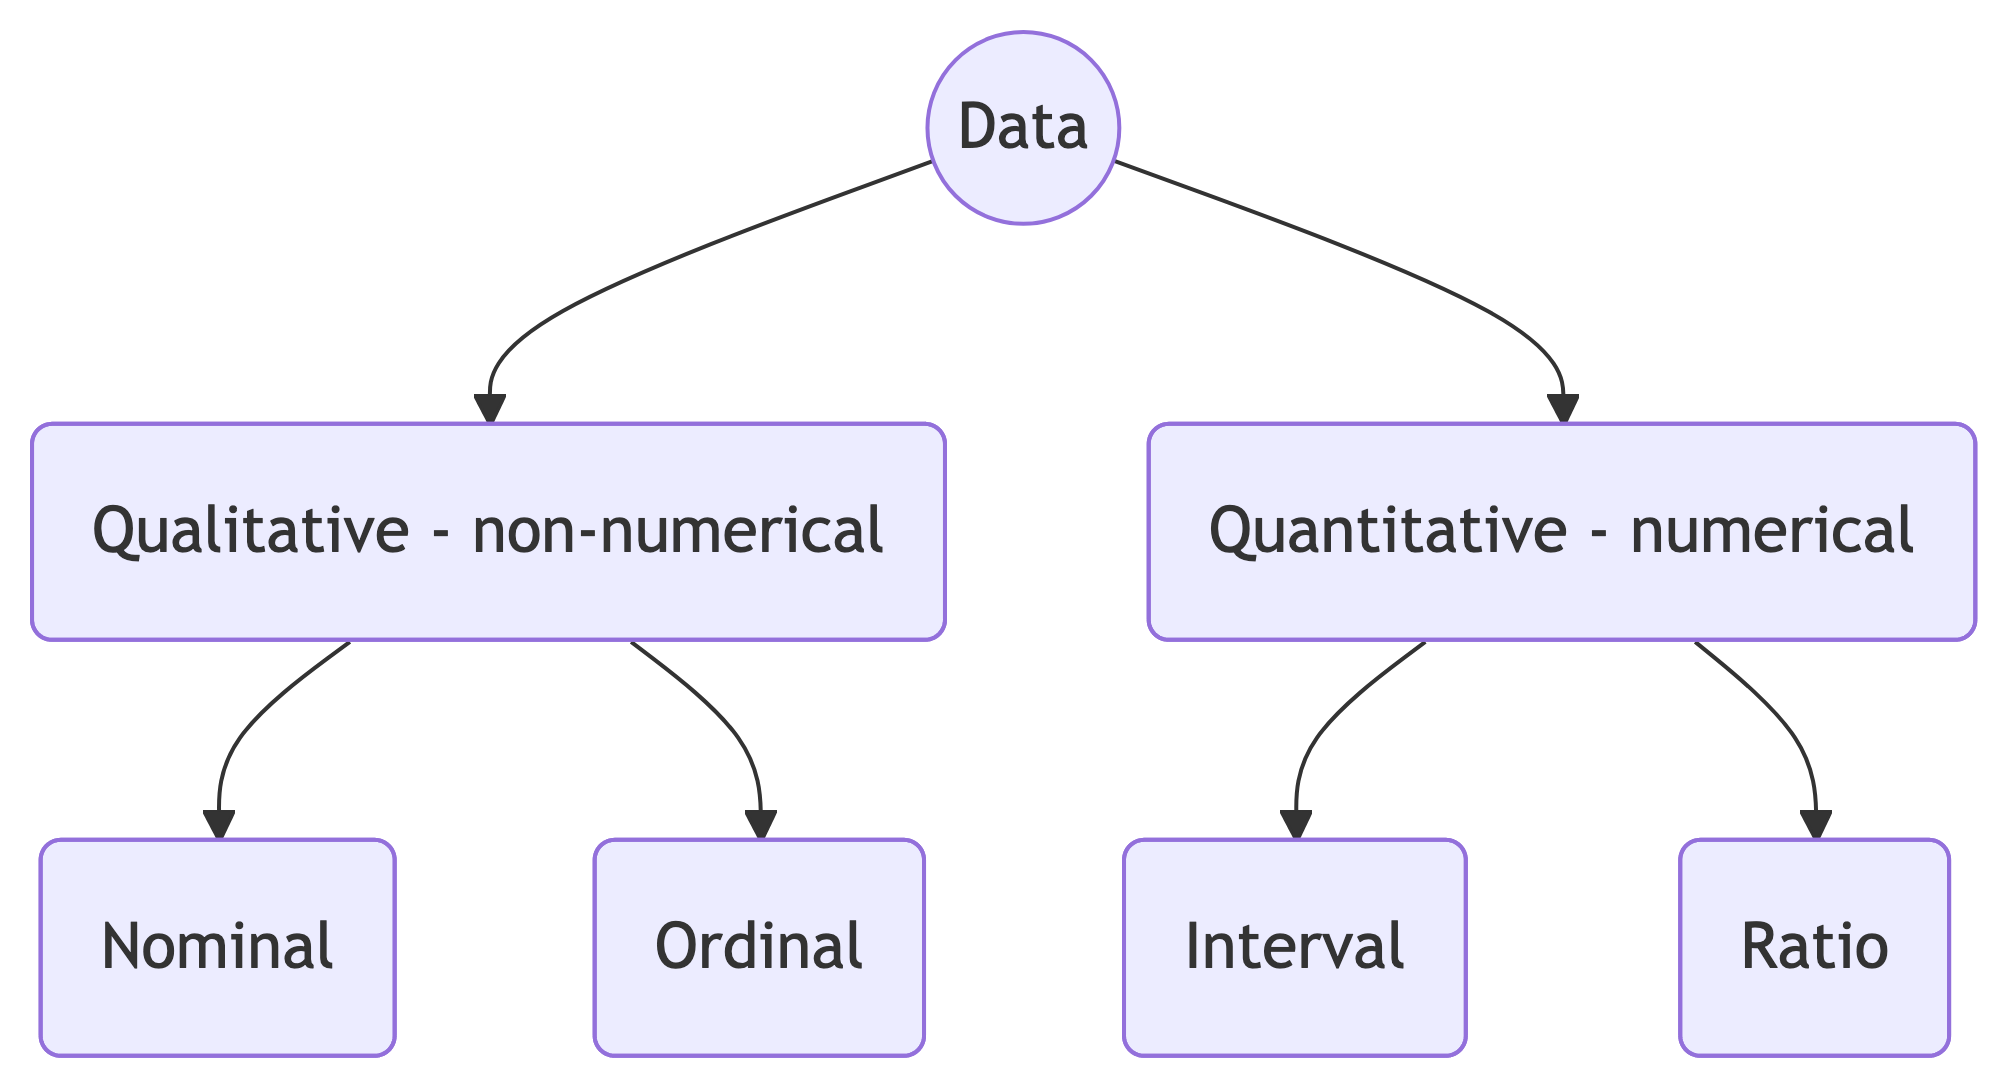 Data
Qualitative - non-numerical
Quantitative - numerical
Nominal
Ordinal
Interval
Ratio